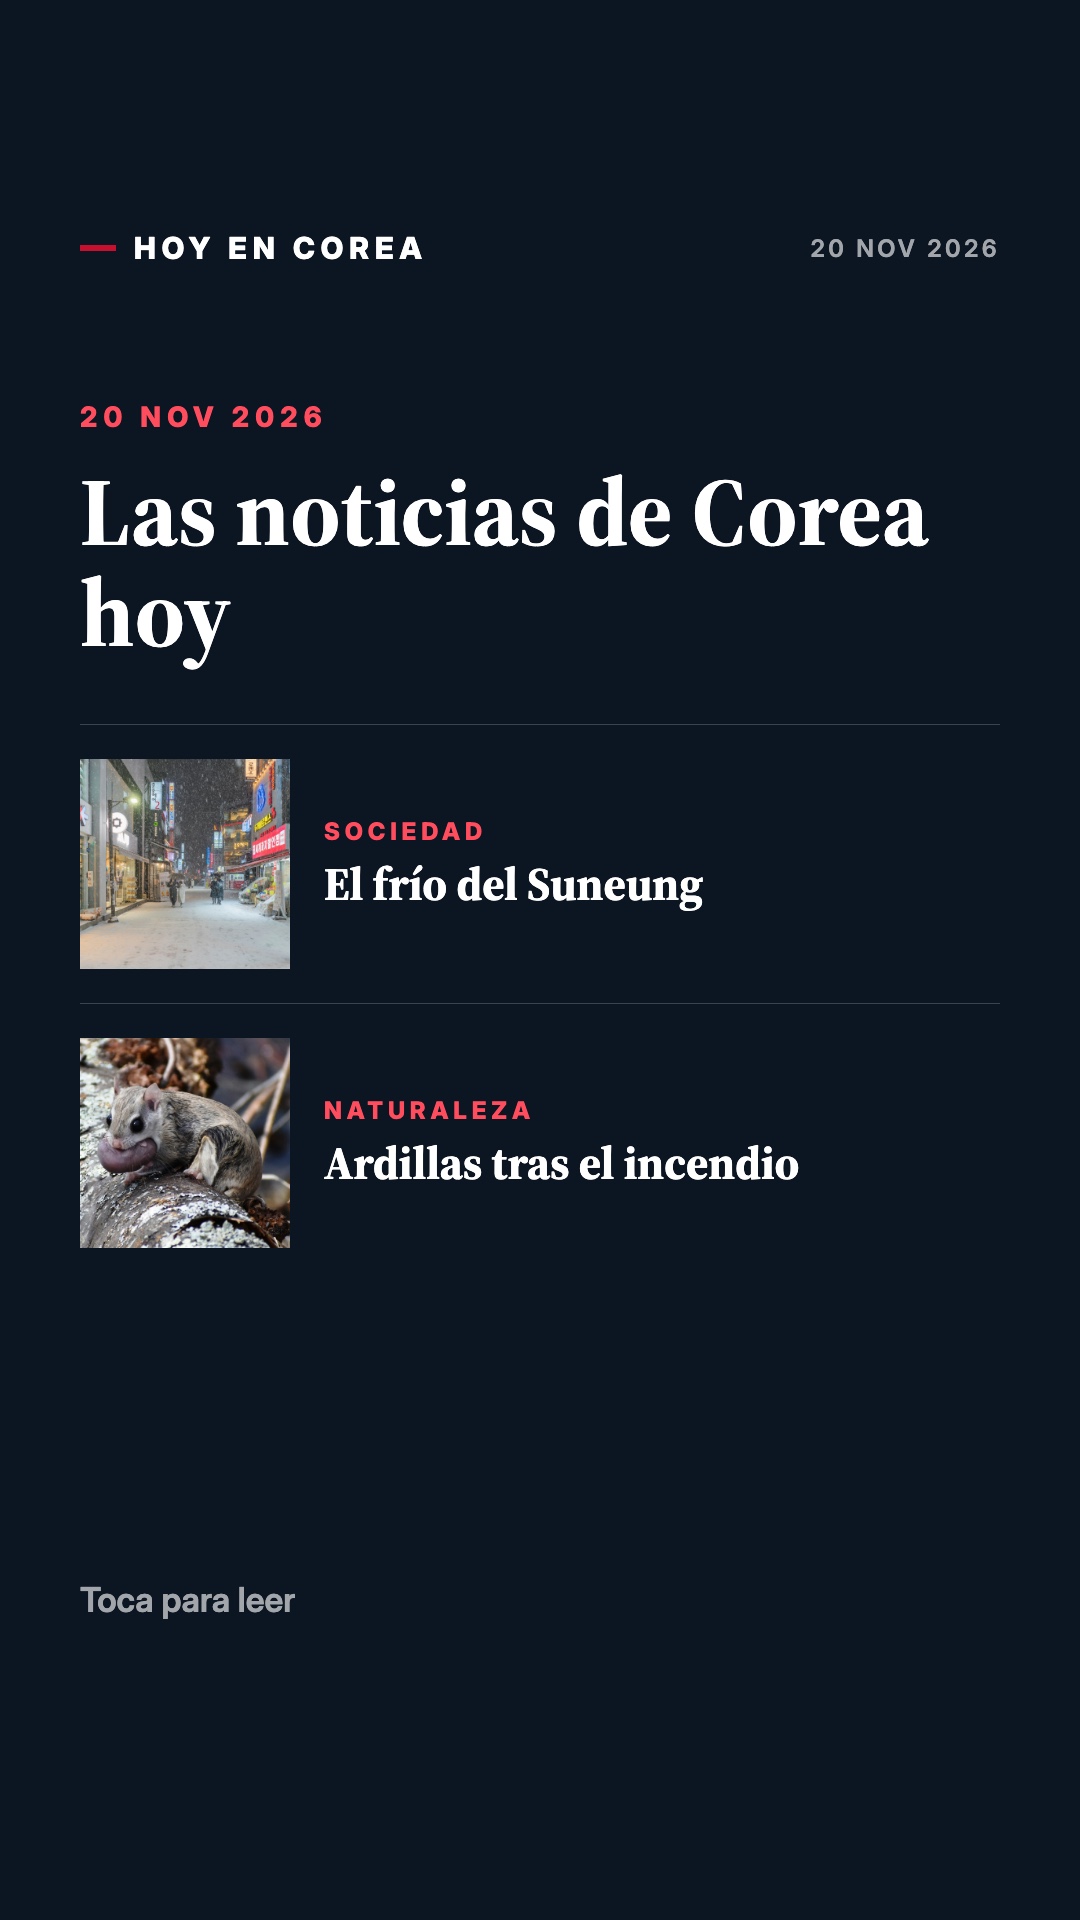 HOY EN COREA
20 NOV 2026
20 NOV 2026
Las noticias de Corea
hoy
SOCIEDAD
El frío del Suneung
NATURALEZA
Ardillas tras el incendio
Toca para leer